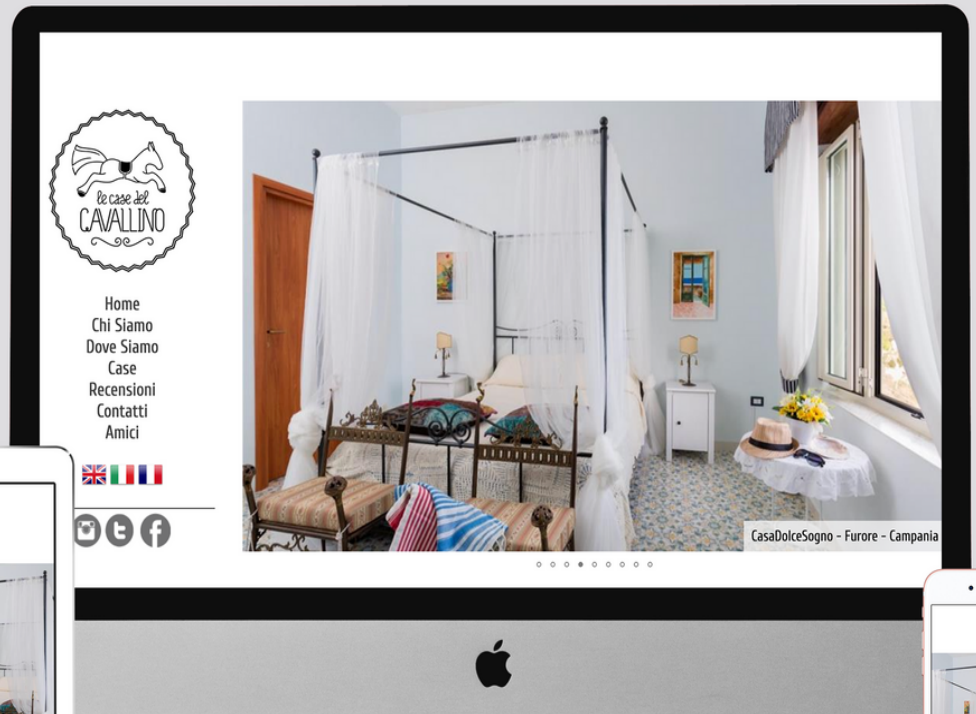 le case del
CAVALLINO
Home
Chi Siamo
Dove Siamo
Case
Recensioni
Contatti
Amici
CasaDolceSogno - Furore - Campania